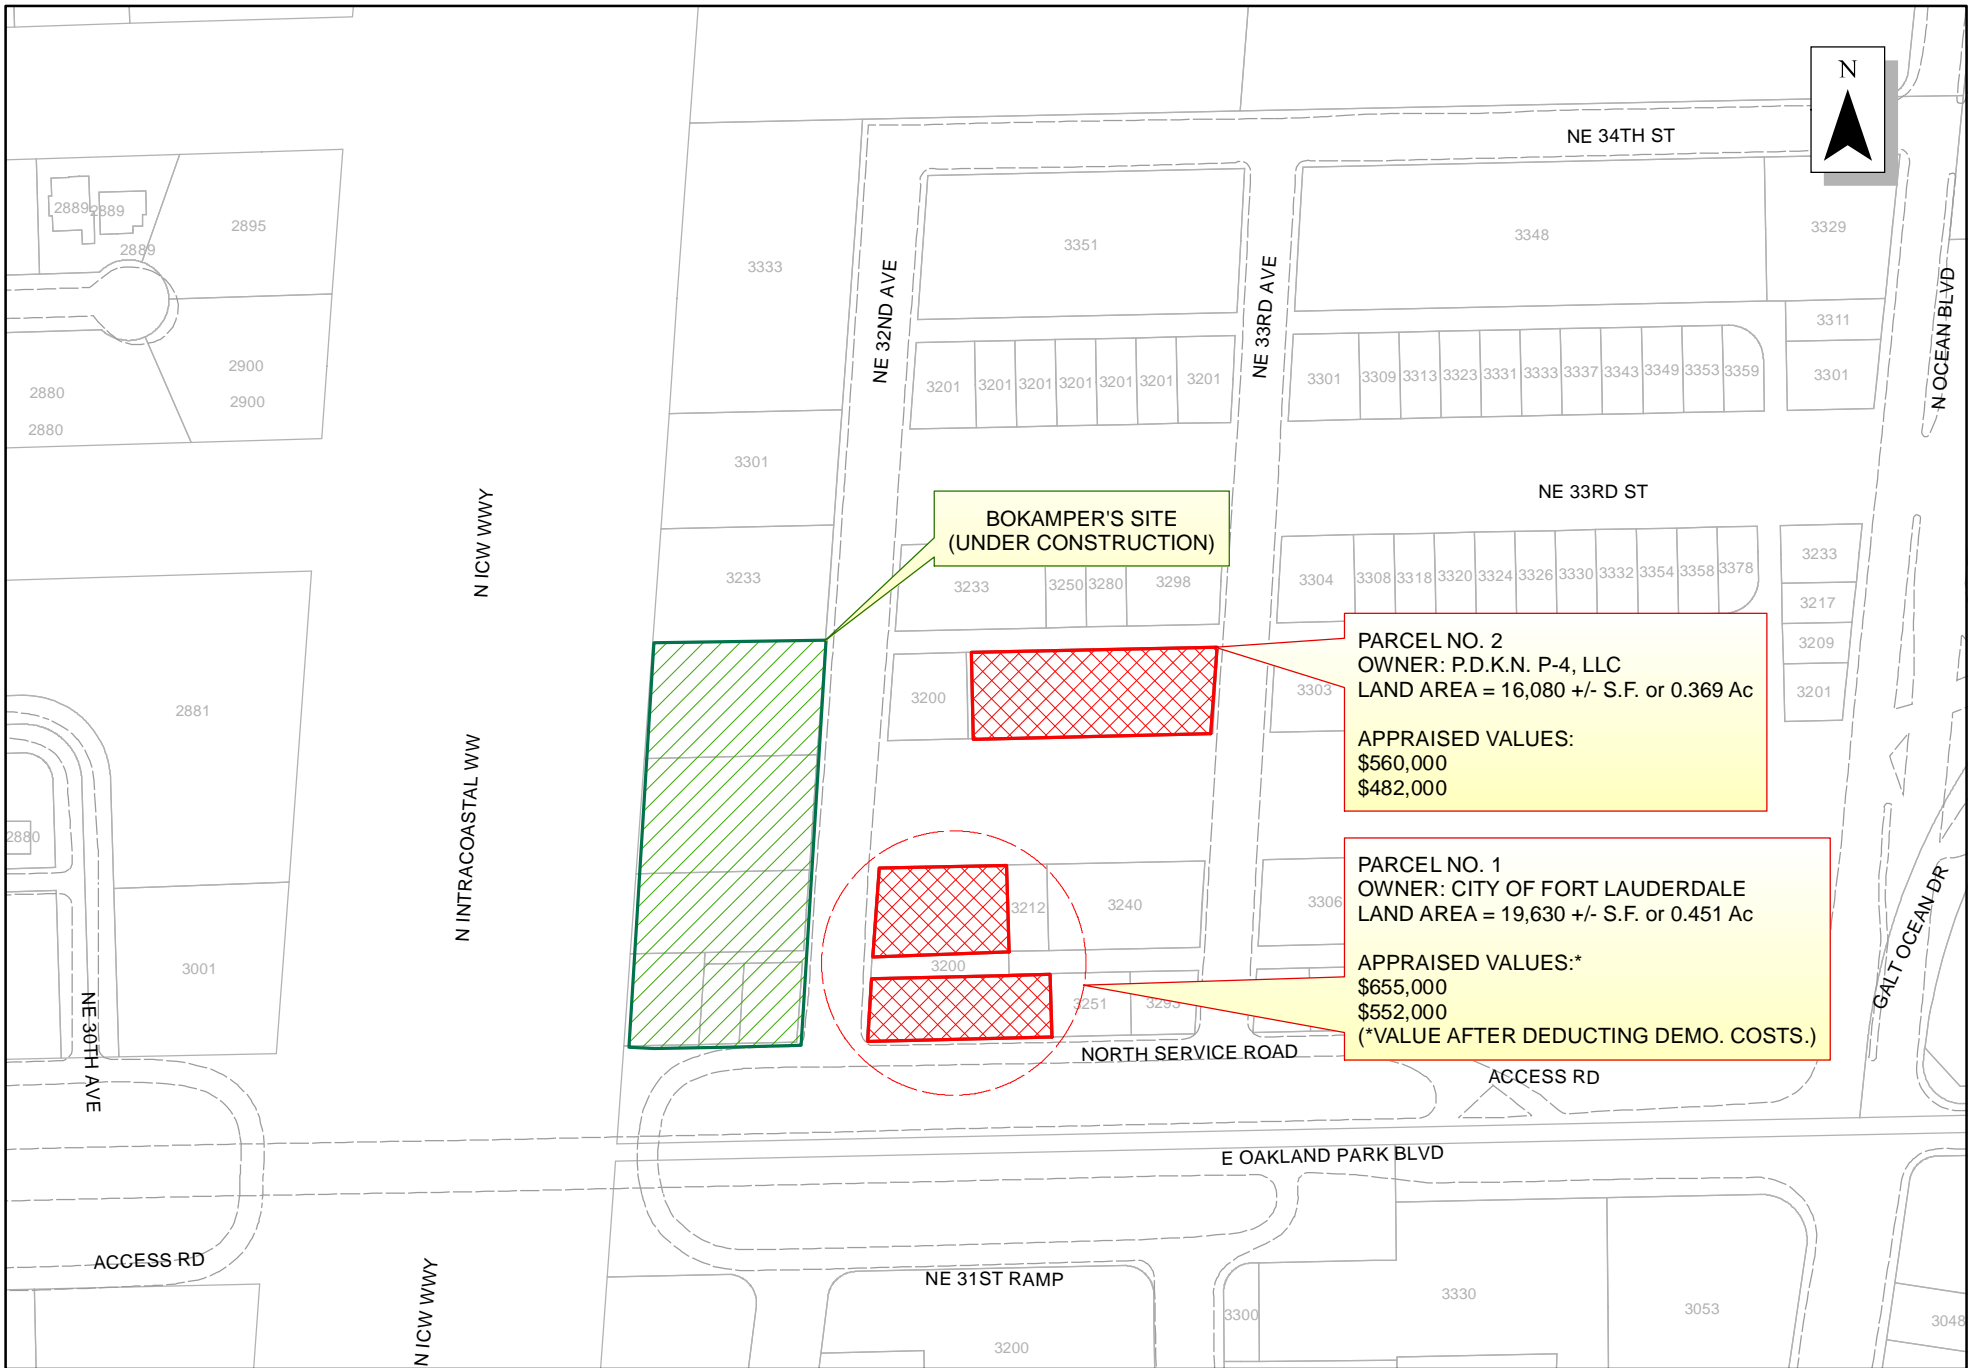 N
NE 34TH ST
2889
2889
2889
2895
3333
3351
3348
3329
NE 32ND AVE
NE 33RD AVE
N OCEAN BLVD
3311
3301
2900
2900
2880
2880
3201
3201
3201
3201
3201
3201
3201
3301
3309
3313
3323
3331
3333
3337
3343
3349
3353
3359
3301
NE 33RD ST
N ICW WWY
BOKAMPER'S SITE
(UNDER CONSTRUCTION)
3233
3233
3250
3280
3298
3304
3308
3318
3320
3324
3326
3330
3332
3354
3358
3378
3233
3217
3209
3201
2881
3200
3303
PARCEL NO. 2
OWNER: P.D.K.N. P-4, LLC
LAND AREA = 16,080 +/- S.F. or 0.369 Ac
APPRAISED VALUES:
$560,000
$482,000
N INTRACOASTAL WW
2880
3212
3240
3306
PARCEL NO. 1
OWNER: CITY OF FORT LAUDERDALE
LAND AREA = 19,630 +/- S.F. or 0.451 Ac
APPRAISED VALUES:*
$655,000
$552,000
(*VALUE AFTER DEDUCTING DEMO. COSTS.)
GALT OCEAN DR
3001
3200
3251
3293
NE 30TH AVE
NORTH SERVICE ROAD
ACCESS RD
E OAKLAND PARK BLVD
ACCESS RD
N ICW WWY
NE 31ST RAMP
3200
3300
3330
3053
3048